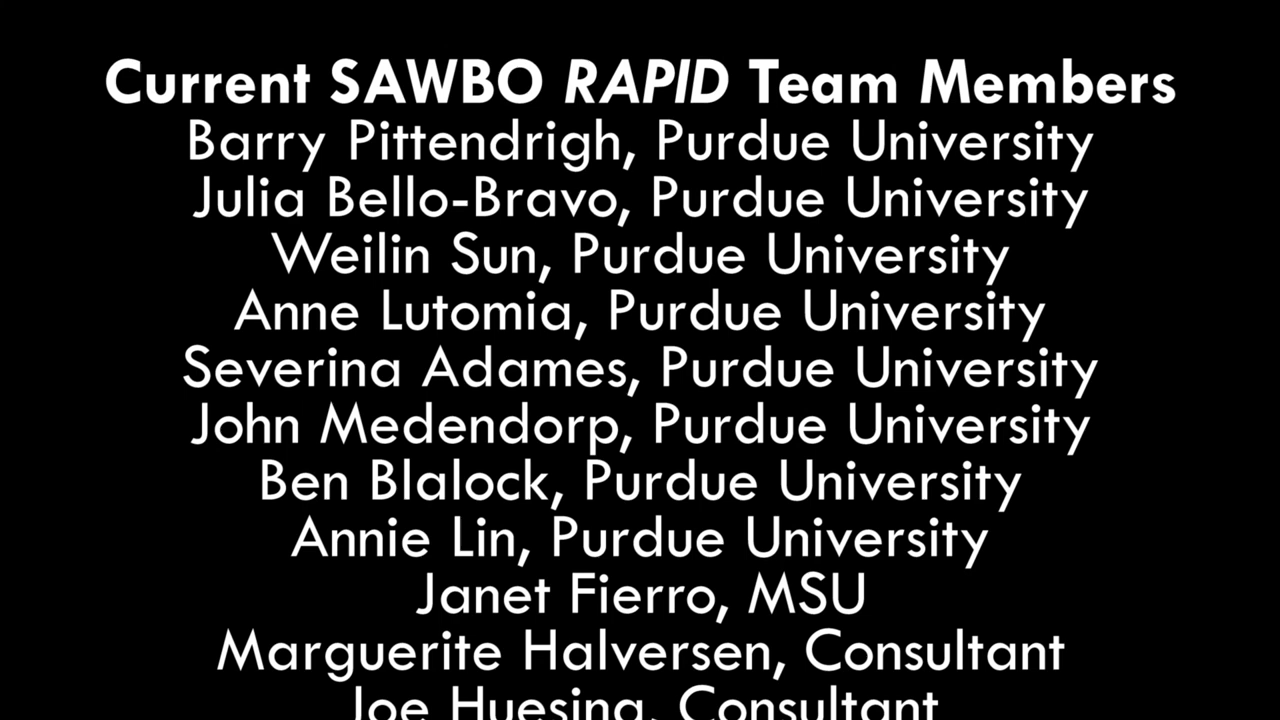 Current SAWBO RAPID Team Members
Barry Pittendrigh, Purdue University
Julia Bello-Bravo, Purdue University
Weilin Sun, Purdue University
Anne Lutomia, Purdue University
Severina Adames, Purdue University
John Medendorp, Purdue University
Ben Blalock, Purdue University
Annie Lin, Purdue University
Janet Fierro, MSU
Marguerite Halversen, Consultant
Joe Huesing, Consultant